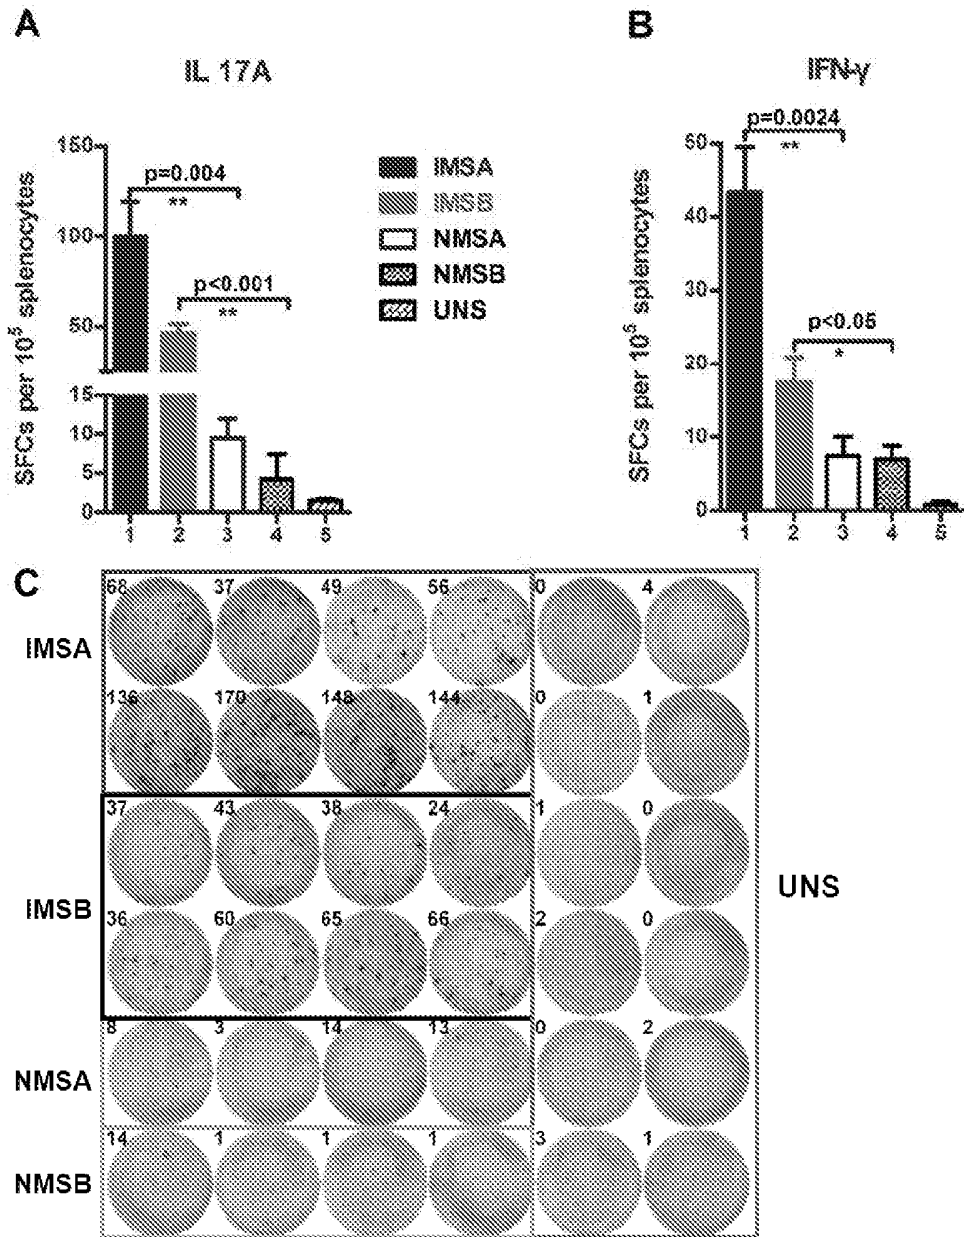 A
B
IL 17A
IFN-γ
SFCs per 10⁵ splenocytes
150
100
50
15
10
5
0
p=0.004
**
p<0.001
**
1 2 3 4 5
IMSA
IMSB
NMSA
NMSB
UNS
SFCs per 10⁵ splenocytes
50
40
30
20
10
0
p=0.0024
**
p<0.05
*
1 2 3 4 5
C
IMSA
68 37 49 56 0 4
136 170 148 144 0 1
IMSB
37 43 38 24 1 0
36 60 65 66 2 0
UNS
NMSA
8 3 14 13 0 2
NMSB
14 1 1 1 3 1